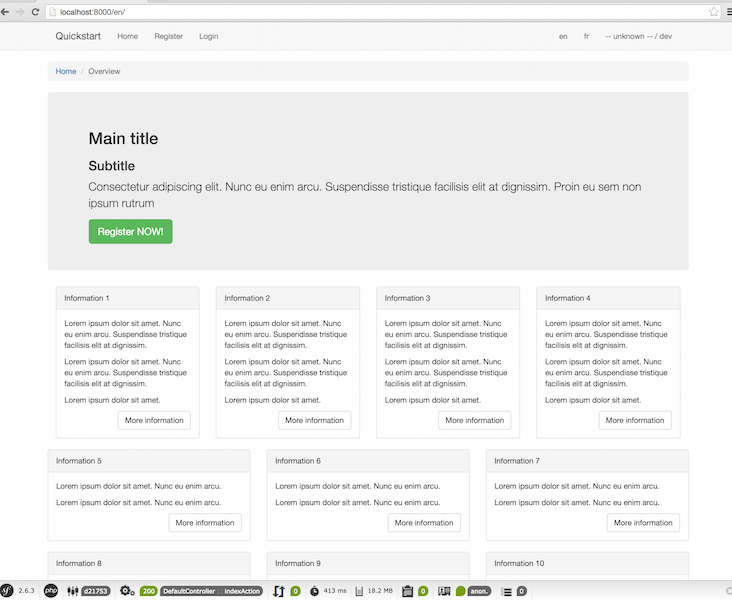 localhost:8000/en/
Quickstart Home Register Login en fr -- unknown -- / dev
Home / Overview
Main title
Subtitle
Consectetur adipiscing elit. Nunc eu enim arcu. Suspendisse tristique facilisis elit at dignissim. Proin eu sem non
ipsum rutrum
Register NOW!
Information 1
Lorem ipsum dolor sit amet. Nunc
eu enim arcu. Suspendisse tristique
facilisis elit at dignissim.
Lorem ipsum dolor sit amet. Nunc
eu enim arcu. Suspendisse tristique
facilisis elit at dignissim.
Lorem ipsum dolor sit amet.
More information
Information 2
Lorem ipsum dolor sit amet. Nunc
eu enim arcu. Suspendisse tristique
facilisis elit at dignissim.
Lorem ipsum dolor sit amet. Nunc
eu enim arcu. Suspendisse tristique
facilisis elit at dignissim.
Lorem ipsum dolor sit amet.
More information
Information 3
Lorem ipsum dolor sit amet. Nunc
eu enim arcu. Suspendisse tristique
facilisis elit at dignissim.
Lorem ipsum dolor sit amet. Nunc
eu enim arcu. Suspendisse tristique
facilisis elit at dignissim.
Lorem ipsum dolor sit amet.
More information
Information 4
Lorem ipsum dolor sit amet. Nunc
eu enim arcu. Suspendisse tristique
facilisis elit at dignissim.
Lorem ipsum dolor sit amet. Nunc
eu enim arcu. Suspendisse tristique
facilisis elit at dignissim.
Lorem ipsum dolor sit amet.
More information
Information 5
Lorem ipsum dolor sit amet. Nunc eu enim arcu.
Lorem ipsum dolor sit amet. Nunc eu enim arcu.
More information
Information 6
Lorem ipsum dolor sit amet. Nunc eu enim arcu.
Lorem ipsum dolor sit amet. Nunc eu enim arcu.
More information
Information 7
Lorem ipsum dolor sit amet. Nunc eu enim arcu.
Lorem ipsum dolor sit amet. Nunc eu enim arcu.
More information
Information 8
Information 9
Information 10
sf 2.6.3 php d21753 200 DefaultController :: indexAction 0 413 ms 18.2 MB 0 anon. 0